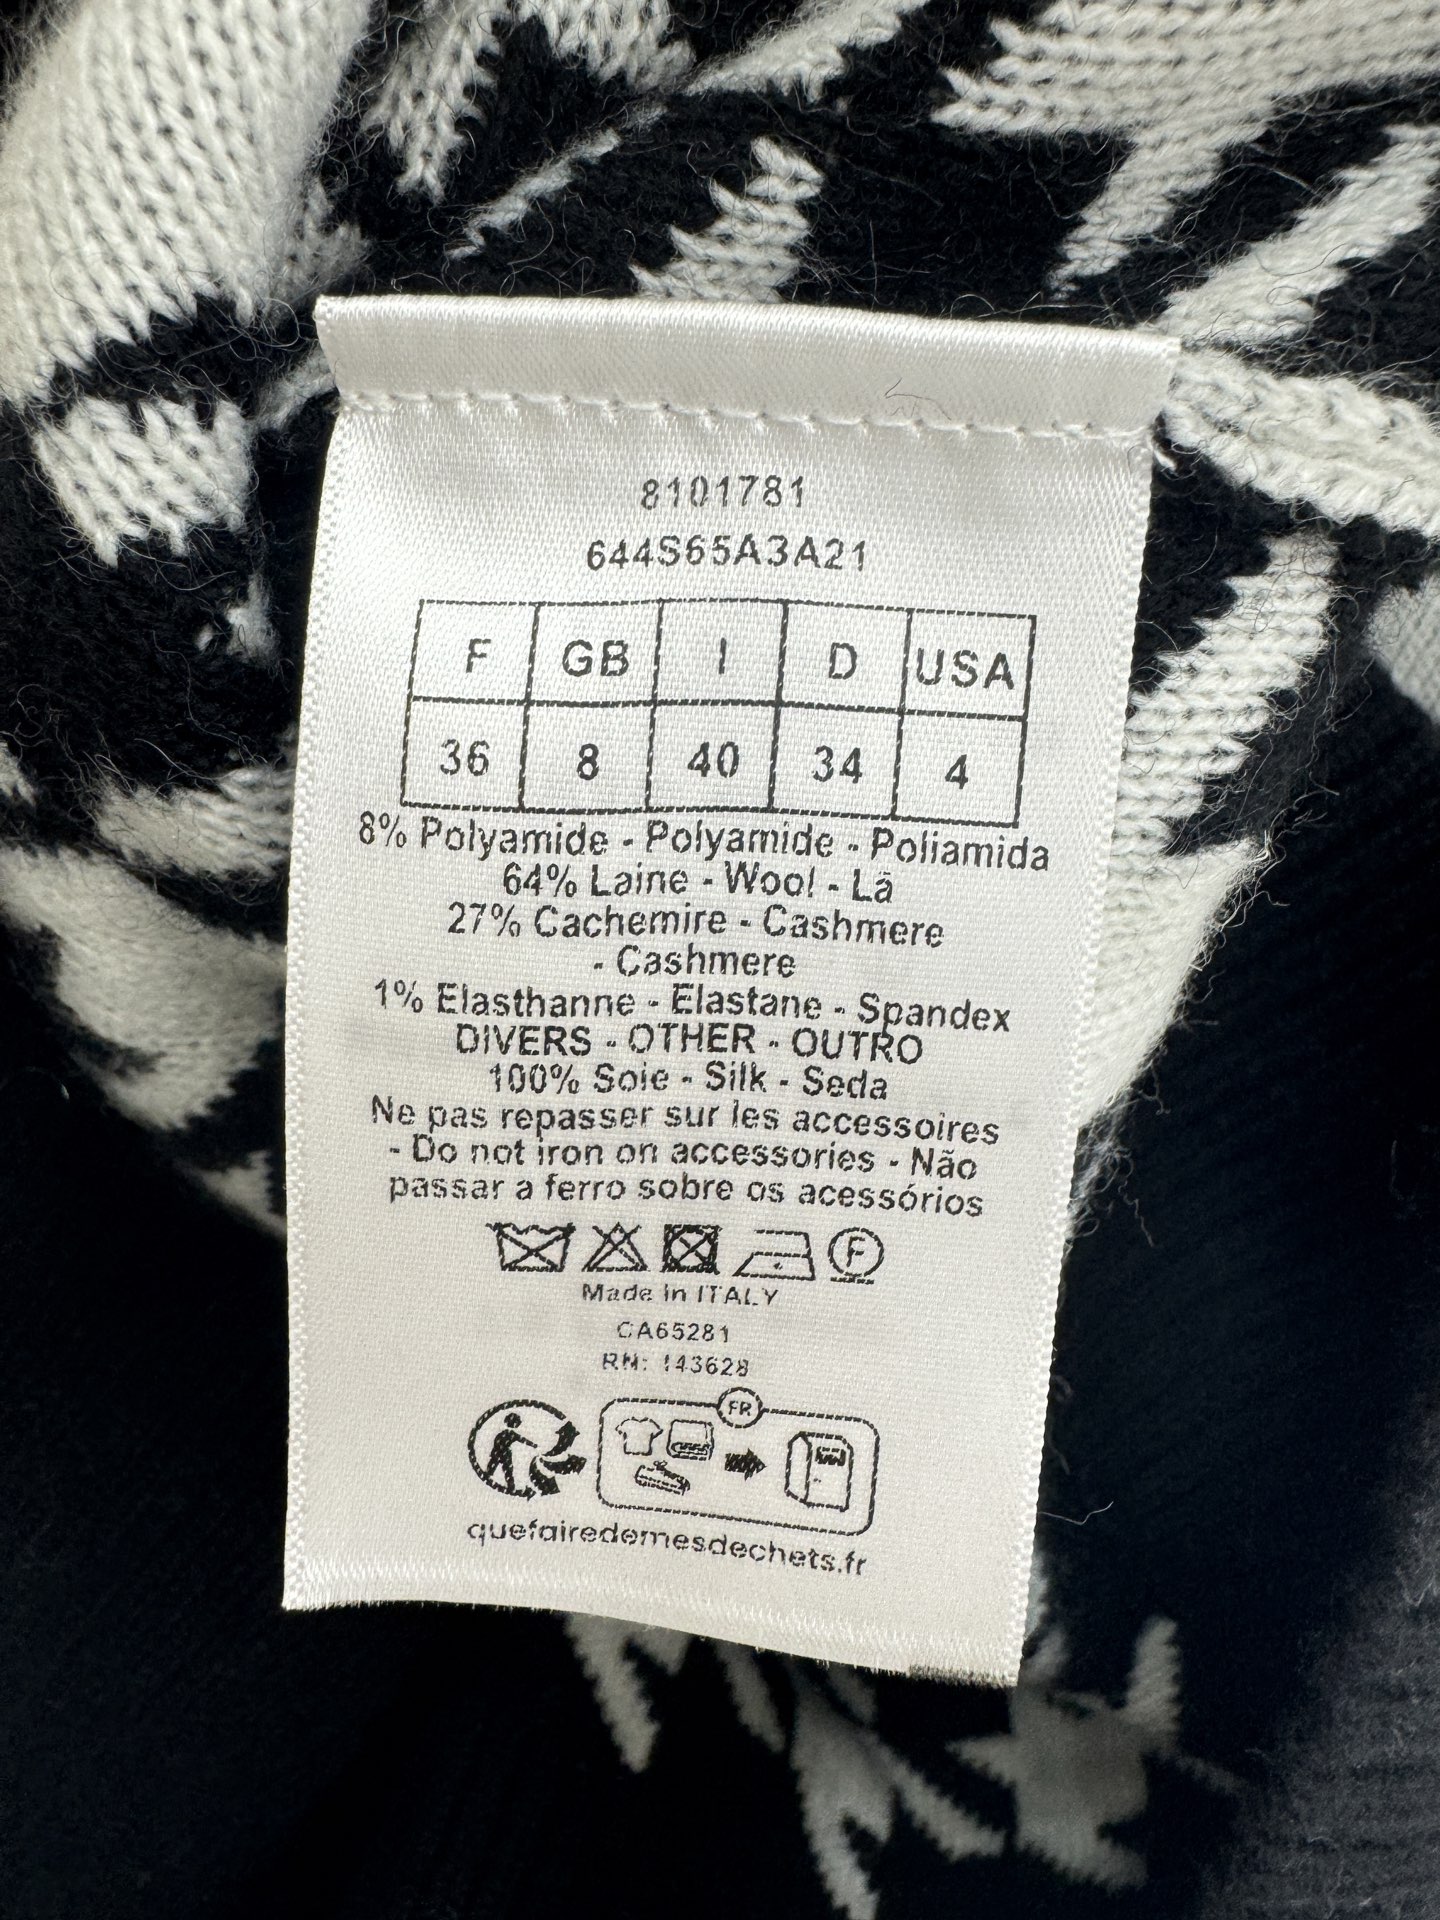 8101781
644S65A3A21
F GB I D USA
36 8 40 34 4
8% Polyamide - Polyamide - Poliamida
64% Laine - Wool - Lã
27% Cachemire - Cashmere
- Cashmere
1% Elasthanne - Elastane - Spandex
DIVERS - OTHER - OUTRO
100% Soie - Silk - Seda
Ne pas repasser sur les accessoires
- Do not iron on accessories - Não
passar a ferro sobre os acessórios
F
Made in ITALY
CA65281
RN: 143628
FR
quefairedemesdechets.fr